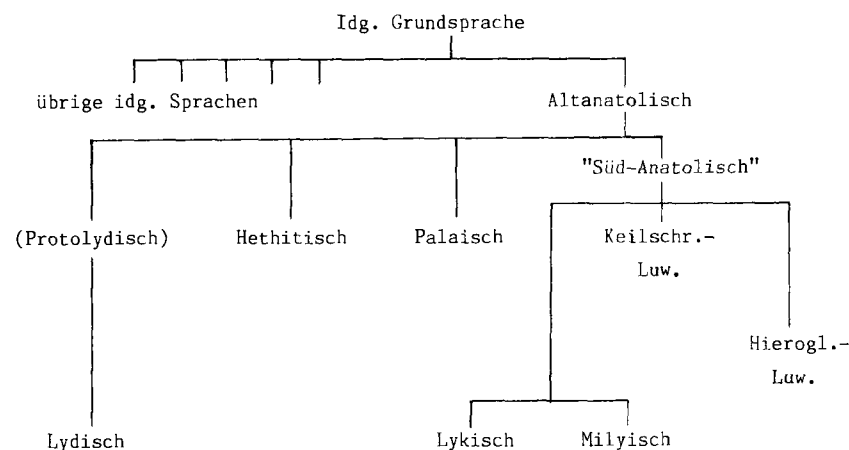 Idg. Grundsprache
übrige idg. Sprachen Altanatolisch
"Süd-Anatolisch"
(Protolydisch) Hethitisch Palaisch Keilschr.-
Luw.
Hierogl.-
Luw.
Lydisch Lykisch Milyisch